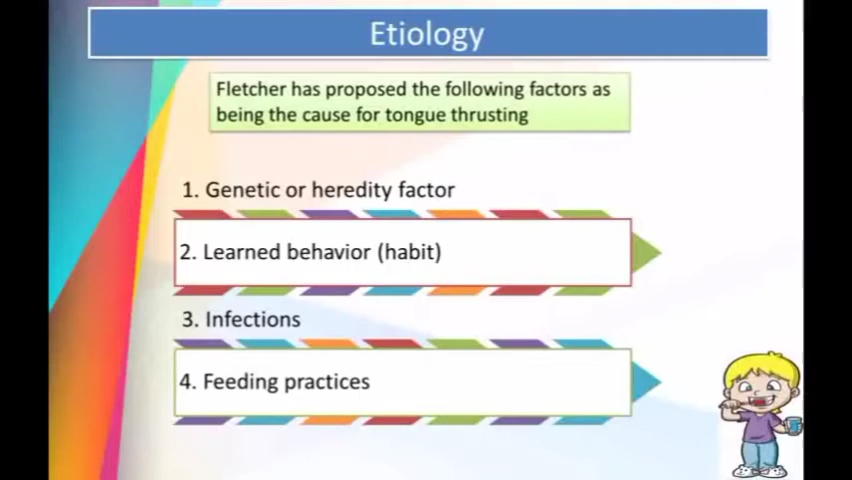 Etiology
Fletcher has proposed the following factors as
being the cause for tongue thrusting
1. Genetic or heredity factor
2. Learned behavior (habit)
3. Infections
4. Feeding practices